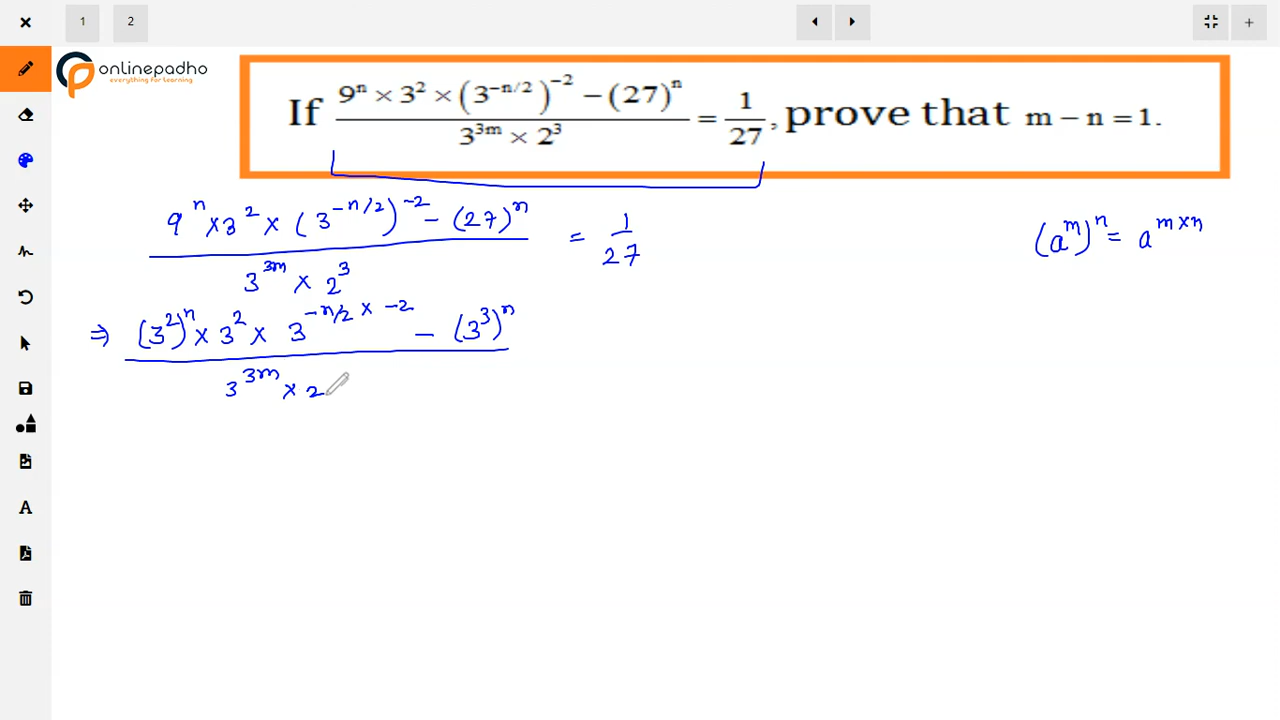 1 2
onlinepadho
everything for learning
If (9ⁿ × 3² × (3^(−n/2))^(−2) − (27)ⁿ) / (3^(3m) × 2³) = 1/27, prove that m − n = 1.
(9ⁿ × 3² × (3^(−n/2))^(−2) − (27)ⁿ) / (3^(3m) × 2³) = 1/27
(a^m)^n = a^(m×n)
⇒ ((3²)ⁿ × 3² × 3^(−n/2 × −2) − (3³)ⁿ) / (3^(3m) × 2